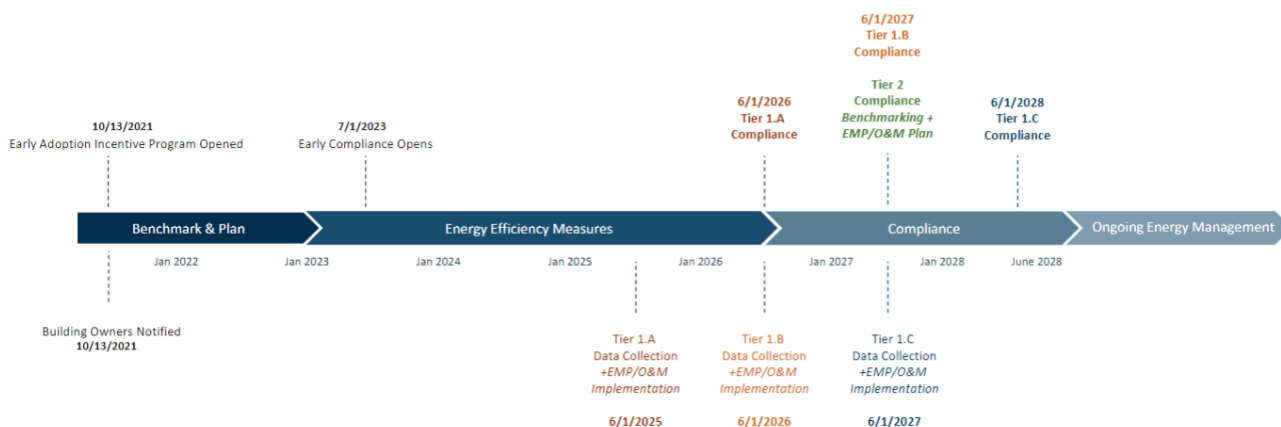 6/1/2027
Tier 1.B
Compliance
Tier 2
Compliance
Benchmarking +
EMP/O&M Plan
6/1/2026
Tier 1.A
Compliance
6/1/2028
Tier 1.C
Compliance
10/13/2021
Early Adoption Incentive Program Opened
7/1/2023
Early Compliance Opens
Benchmark & Plan
Energy Efficiency Measures
Compliance
Ongoing Energy Management
Jan 2022
Jan 2023
Jan 2024
Jan 2025
Jan 2026
Jan 2027
Jan 2028
June 2028
Building Owners Notified
10/13/2021
Tier 1.A
Data Collection
+EMP/O&M
Implementation
6/1/2025
Tier 1.B
Data Collection
+EMP/O&M
Implementation
6/1/2026
Tier 1.C
Data Collection
+EMP/O&M
Implementation
6/1/2027